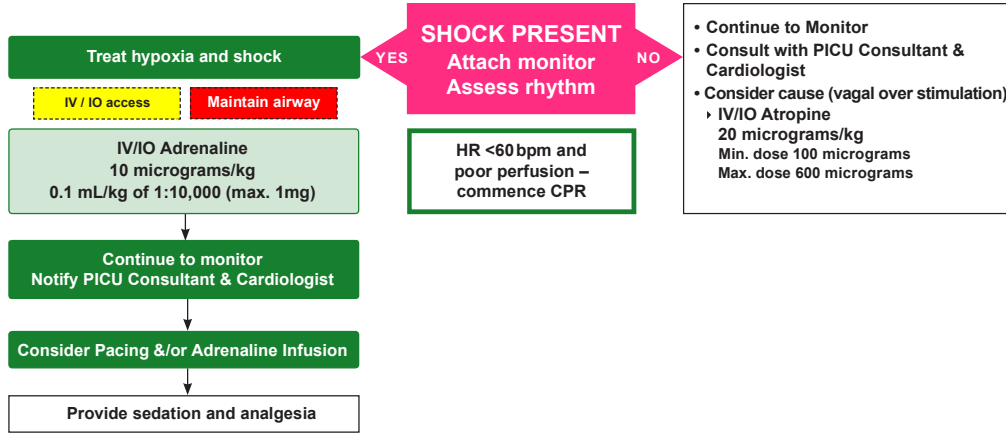 SHOCK PRESENT
Attach monitor
Assess rhythm
YES
NO
Treat hypoxia and shock
IV / IO access
Maintain airway
IV/IO Adrenaline
10 micrograms/kg
0.1 mL/kg of 1:10,000 (max. 1mg)
Continue to monitor
Notify PICU Consultant & Cardiologist
Consider Pacing &/or Adrenaline Infusion
Provide sedation and analgesia
HR <60 bpm and
poor perfusion –
commence CPR
• Continue to Monitor
• Consult with PICU Consultant &
Cardiologist
• Consider cause (vagal over stimulation)
‣ IV/IO Atropine
20 micrograms/kg
Min. dose 100 micrograms
Max. dose 600 micrograms